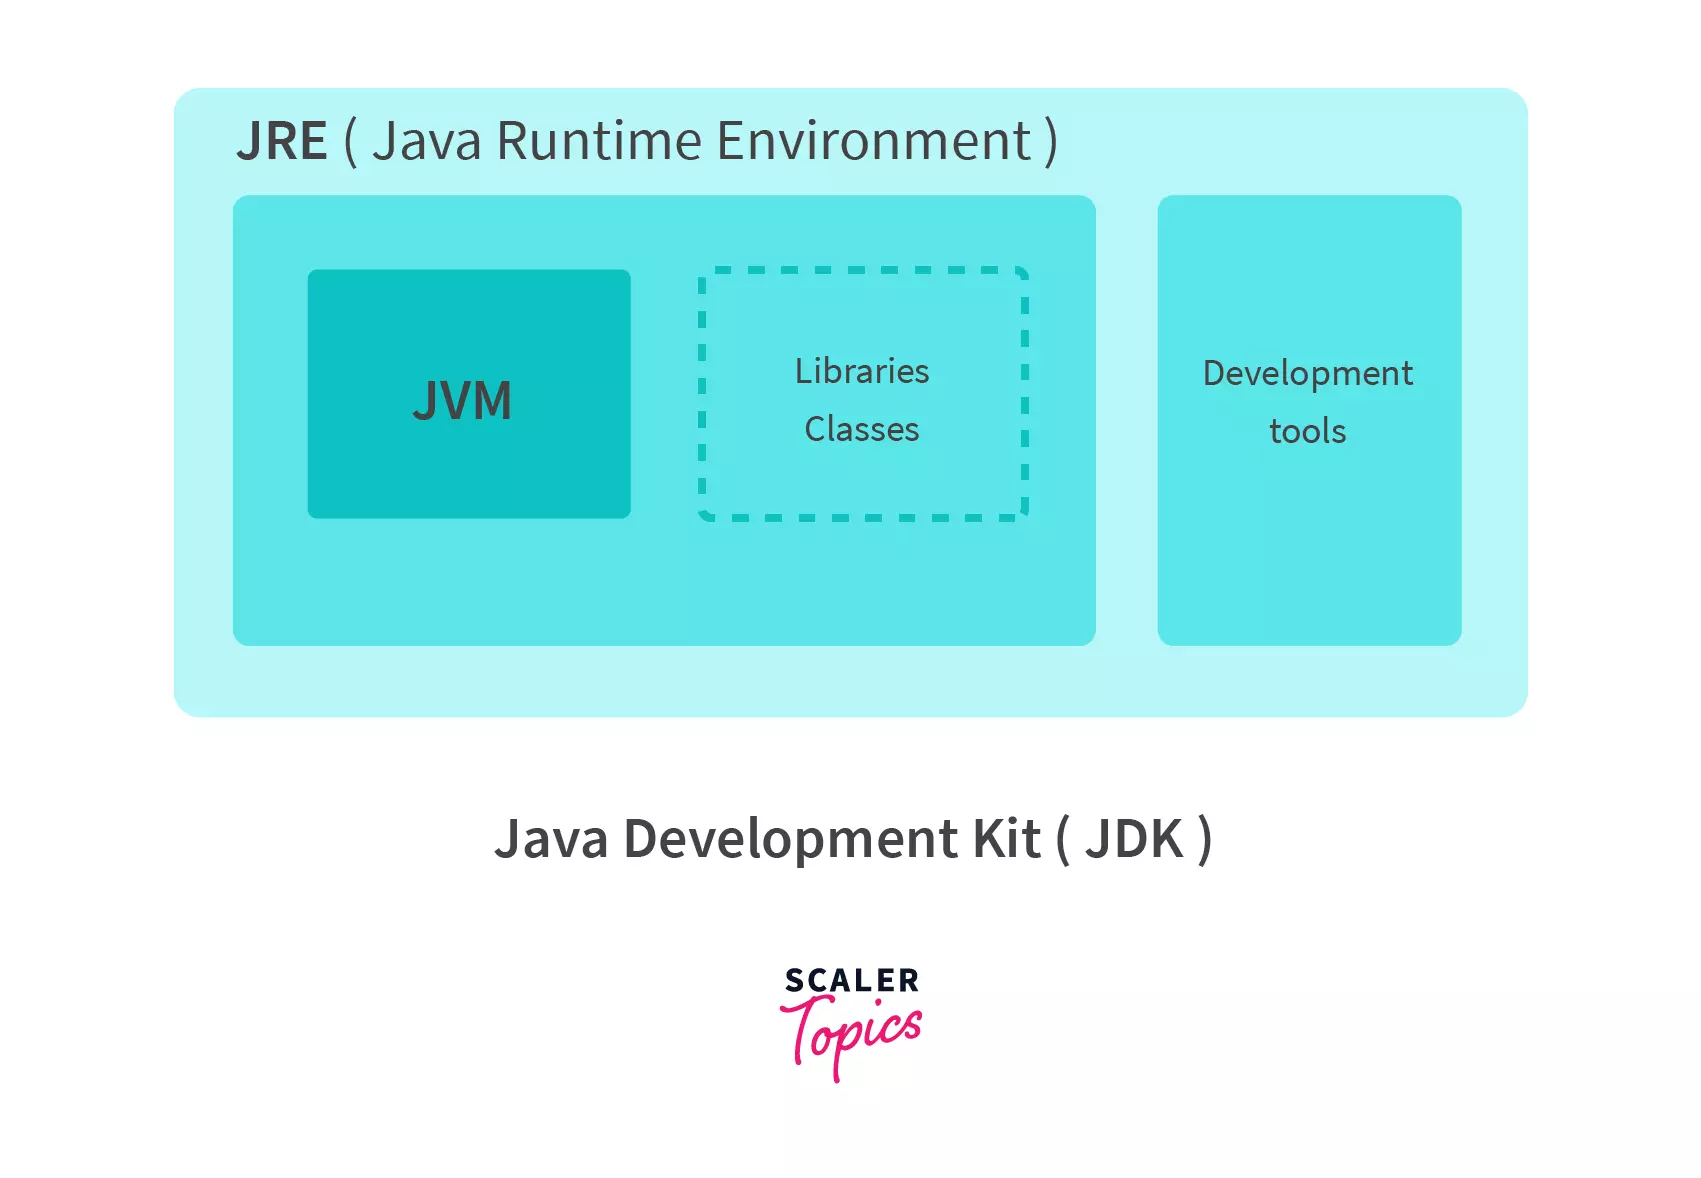 JRE ( Java Runtime Environment )
JVM
Libraries
Classes
Development
tools
Java Development Kit ( JDK )
SCALER
Topics